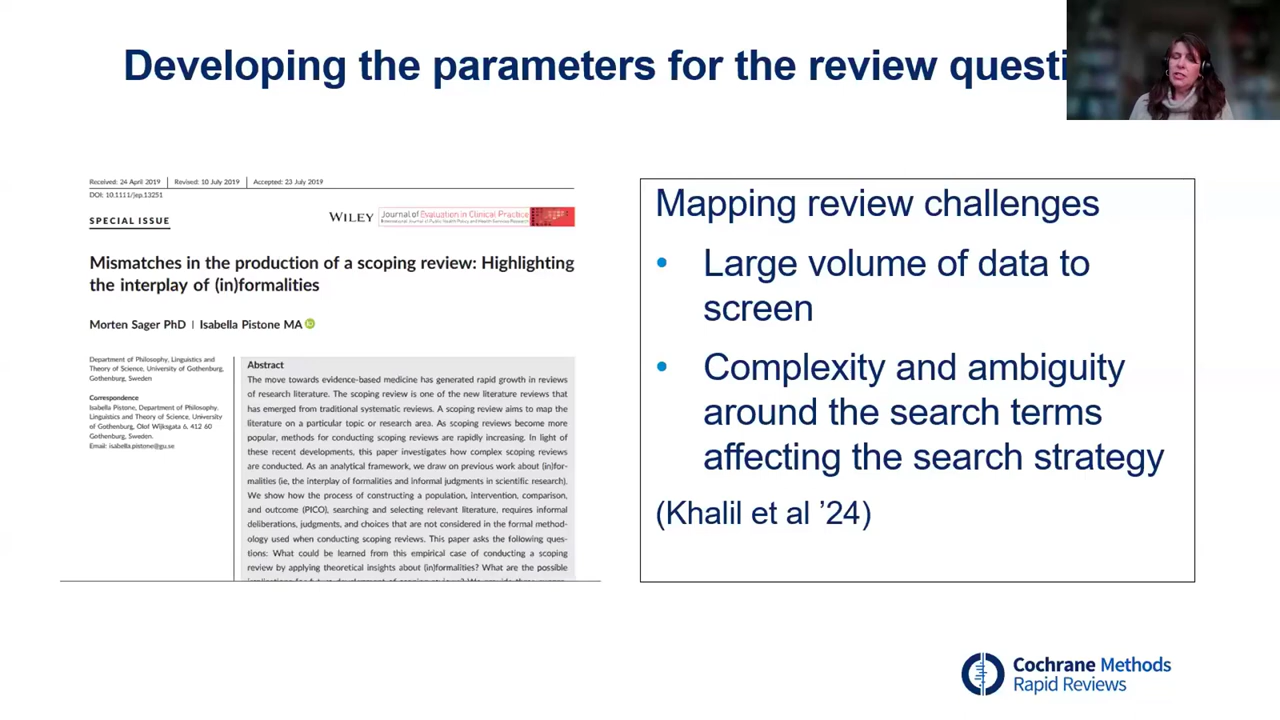 Developing the parameters for the review questi
Received: 24 April 2019 | Revised: 10 July 2019 | Accepted: 23 July 2019
DOI: 10.1111/jep.13251
SPECIAL ISSUE
WILEY Journal of Evaluation in Clinical Practice
International Journal of Public Health Policy and Health Services Research
Mismatches in the production of a scoping review: Highlighting
the interplay of (in)formalities
Morten Sager PhD | Isabella Pistone MA
Department of Philosophy, Linguistics and
Theory of Science, University of Gothenburg,
Gothenburg, Sweden
Correspondence
Isabella Pistone, Department of Philosophy,
Linguistics and Theory of Science, University
of Gothenburg, Olof Wijksgata 6, 412 60
Gothenburg, Sweden.
Email: isabella.pistone@gu.se
Abstract
The move towards evidence-based medicine has generated rapid growth in reviews
of research literature. The scoping review is one of the new literature reviews that
has emerged from traditional systematic reviews. A scoping review aims to map the
literature on a particular topic or research area. As scoping reviews become more
popular, methods for conducting scoping reviews are rapidly increasing. In light of
these recent developments, this paper investigates how complex scoping reviews
are conducted. As an analytical framework, we draw on previous work about (in)for-
malities (ie, the interplay of formalities and informal judgments in scientific research).
We show how the process of constructing a population, intervention, comparison,
and outcome (PICO), searching and selecting relevant literature, requires informal
deliberations, judgments, and choices that are not considered in the formal method-
ology used when conducting scoping reviews. This paper asks the following ques-
tions: What could be learned from this empirical case of conducting a scoping
review by applying theoretical insights about (in)formalities? What are the possible
Mapping review challenges
• Large volume of data to
screen
• Complexity and ambiguity
around the search terms
affecting the search strategy
(Khalil et al ’24)
Cochrane Methods
Rapid Reviews